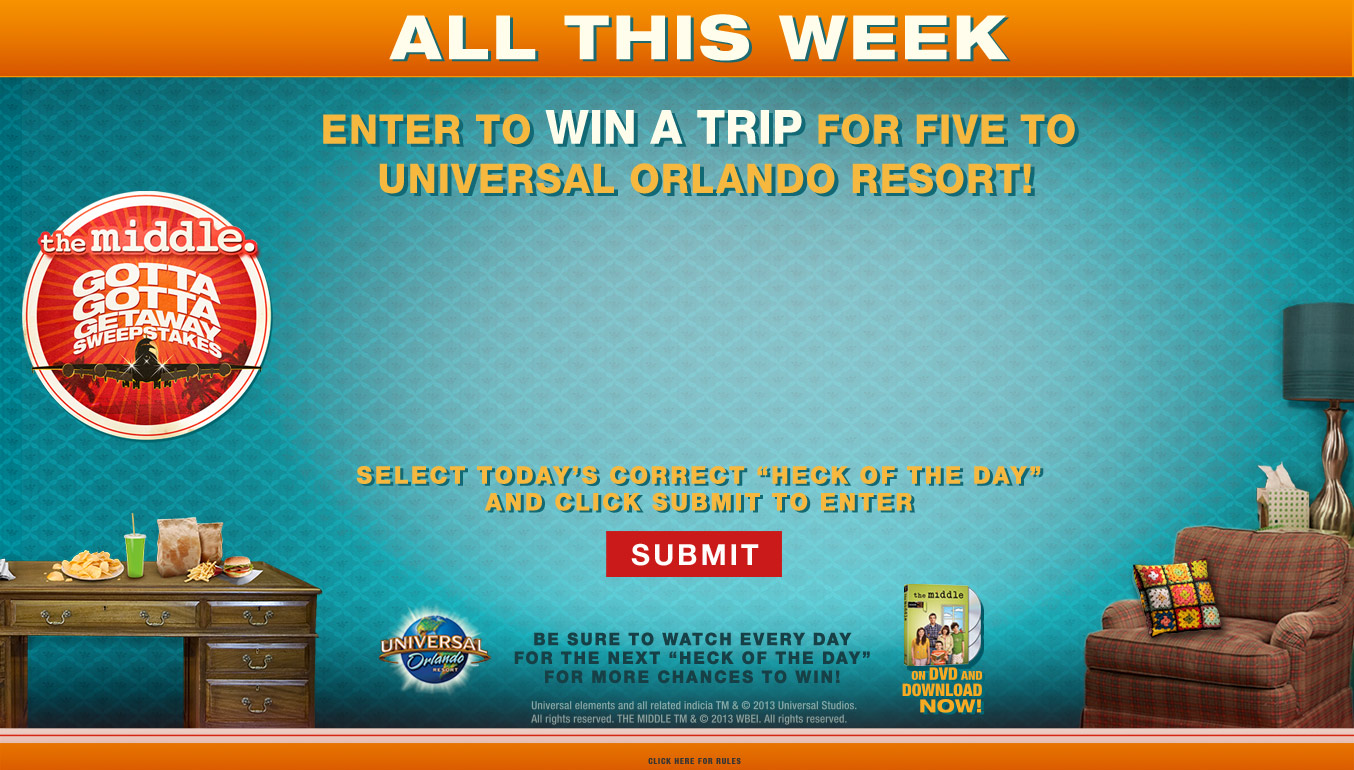 ALL THIS WEEK
ENTER TO WIN A TRIP FOR FIVE TO
UNIVERSAL ORLANDO RESORT!
the middle.
GOTTA
GOTTA
GETAWAY
SWEEPSTAKES
SELECT TODAY'S CORRECT “HECK OF THE DAY”
AND CLICK SUBMIT TO ENTER
SUBMIT
UNIVERSAL
Orlando
RESORT
BE SURE TO WATCH EVERY DAY
FOR THE NEXT “HECK OF THE DAY”
FOR MORE CHANCES TO WIN!
the middle
ON DVD AND
DOWNLOAD
NOW!
Universal elements and all related indicia TM & © 2013 Universal Studios.
All rights reserved. THE MIDDLE TM & © 2013 WBEI. All rights reserved.
CLICK HERE FOR RULES